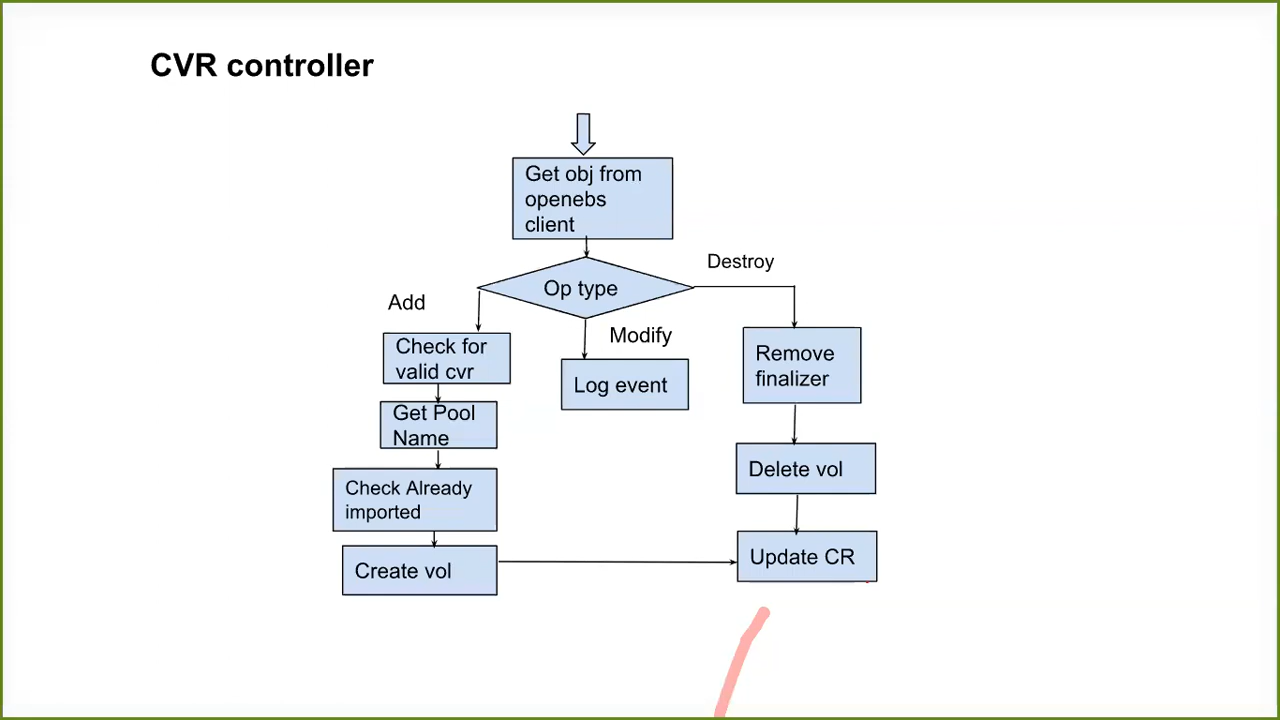 CVR controller
Get obj from
openebs
client
Destroy
Op type
Add
Modify
Check for
valid cvr
Log event
Remove
finalizer
Get Pool
Name
Delete vol
Check Already
imported
Update CR
Create vol